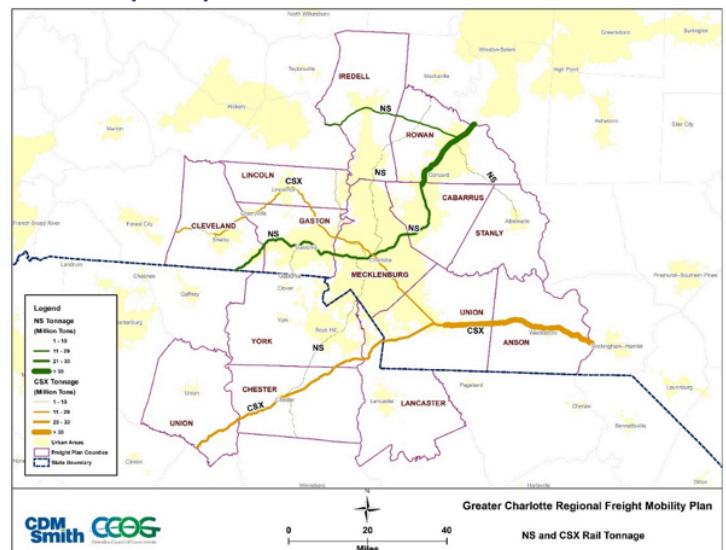 North Wilkesboro
Greensboro
Burlington
Winston-Salem
IREDELL
Taylorsville
Mocksville
High Point
Hickory
NS
Marion
ROWAN
Asheboro
Siler City
LINCOLN
CSX
NS
Concord
NS
Lincolnton
CABARRUS
Cherryville
CLEVELAND
GASTON
STANLY
Albemarle
French Broad River
Forest City
Shelby
NS
NS
Gastonia
Charlotte
Landrum
Chesnee
MECKLENBURG
Pinehurst--Southern Pines
Gaffney
Clover
Legend
NS Tonnage
(Million Tons)
1 - 10
11 - 20
21 - 30
> 30
CSX Tonnage
(Million Tons)
1 - 10
11 - 20
20 - 30
> 30
Urban Areas
Freight Plan Counties
State Boundary
York
Rock Hill
UNION
CSX
ANSON
Wadesboro
Rockingham--Hamlet
YORK
NS
CHESTER
Chester
CSX
Lancaster
LANCASTER
Pageland
Cheraw
Laurinburg
Bennettsville
UNION
Union
Clinton
Dillon
Winnsboro
Hartsville
N
Greater Charlotte Regional Freight Mobility Plan
CDM
Smith
CCOG
0 20 40
Miles
NS and CSX Rail Tonnage